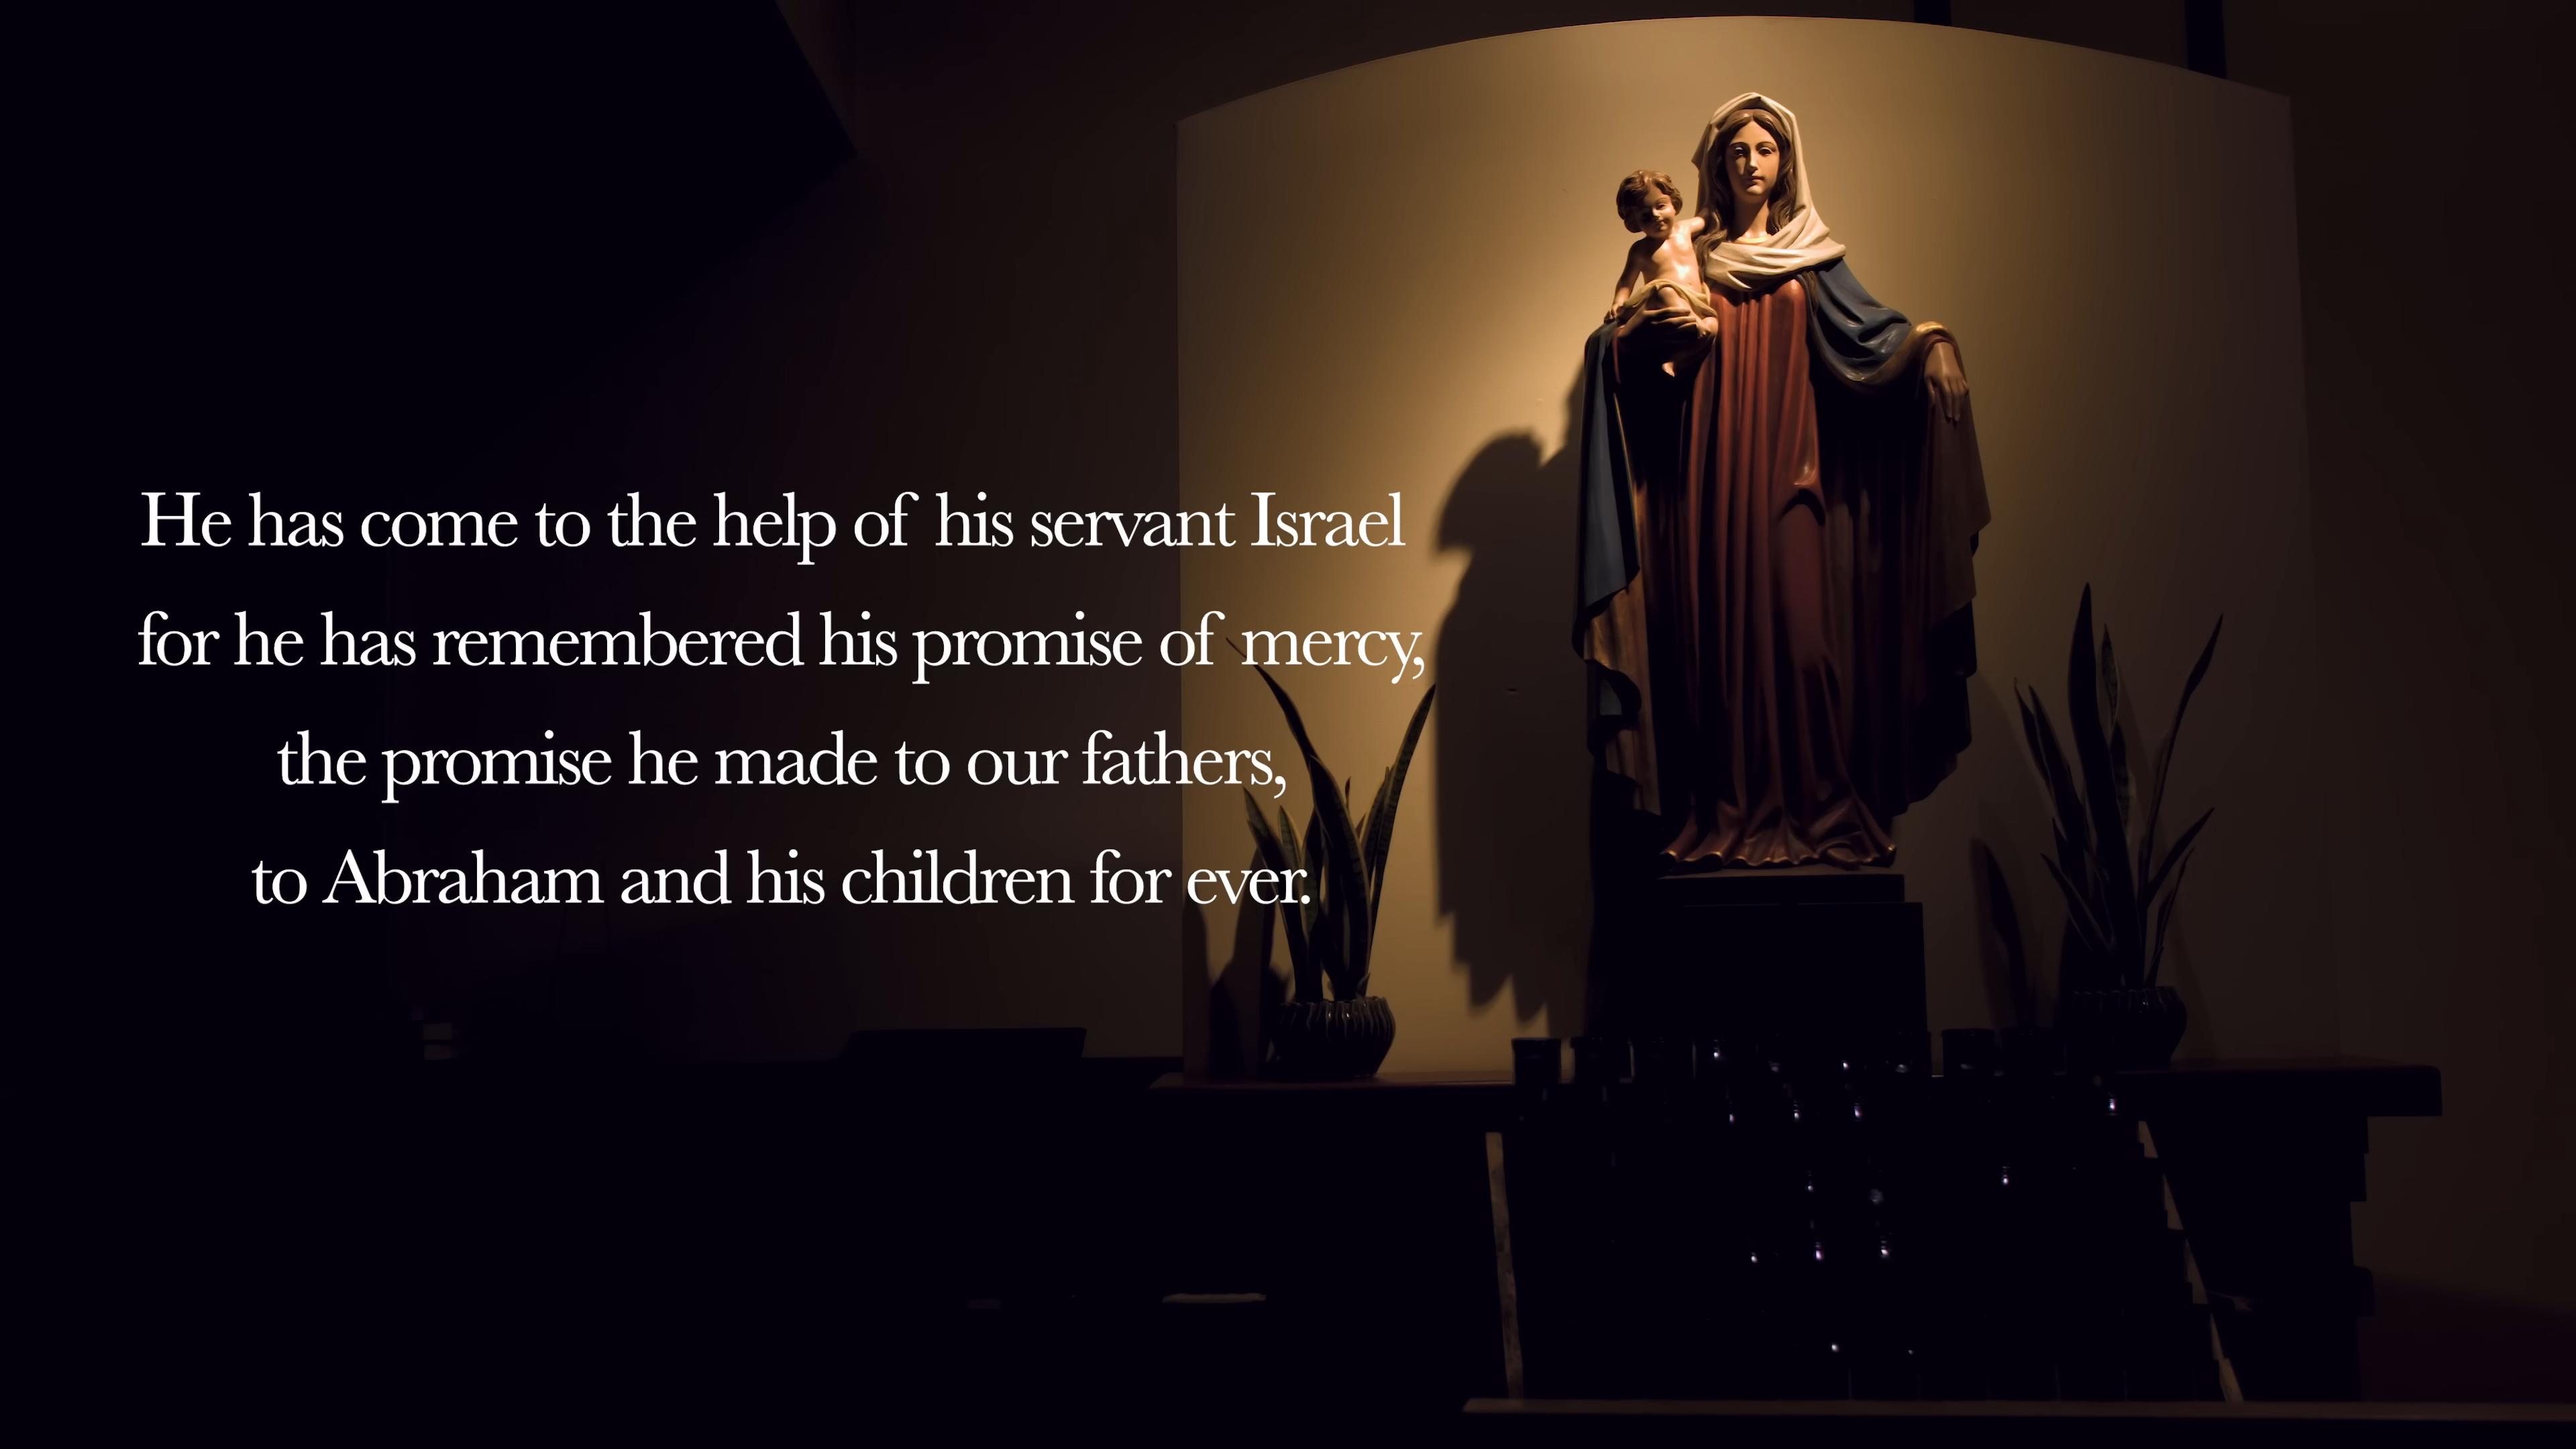 He has come to the help of his servant Israel
for he has remembered his promise of mercy,
the promise he made to our fathers,
to Abraham and his children for ever.